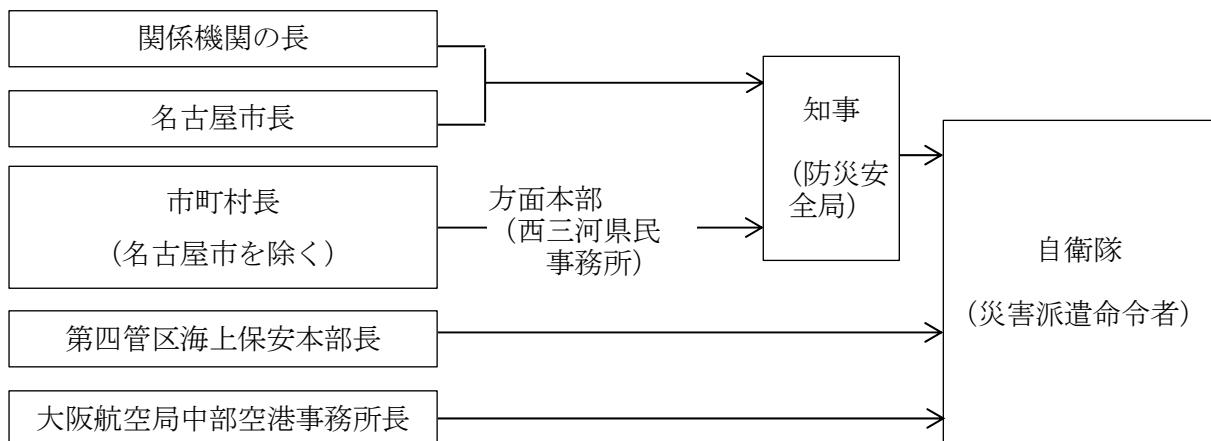 関係機関の長
名古屋市長
市町村長
(名古屋市を除く)
方面本部
(西三河県民
事務所)
知事
(防災安
全局)
自衛隊
(災害派遣命令者)
第四管区海上保安本部長
大阪航空局中部空港事務所長